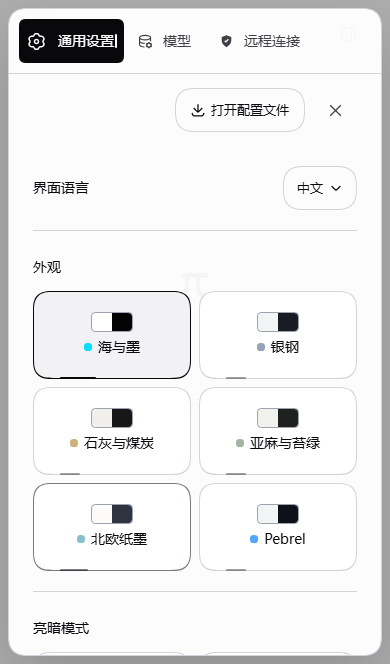 通用设置 模型 远程连接
打开配置文件
界面语言 中文
外观
海与墨 银钢
石灰与煤炭 亚麻与苔绿
北欧纸墨 Pebrel
亮暗模式